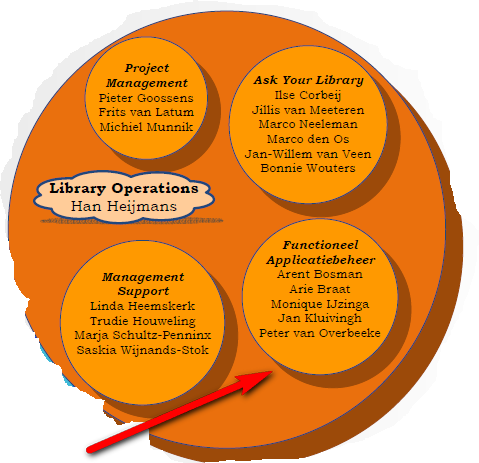 Project
Management
Pieter Goossens
Frits van Latum
Michiel Munnik
Ask Your Library
Ilse Corbeij
Jillis van Meeteren
Marco Neeleman
Marco den Os
Jan-Willem van Veen
Bonnie Wouters
Library Operations
Han Heijmans
Management
Support
Linda Heemskerk
Trudie Houweling
Marja Schultz-Penninx
Saskia Wijnands-Stok
Functioneel
Applicatiebeheer
Arent Bosman
Arie Braat
Monique IJzinga
Jan Kluivingh
Peter van Overbeeke